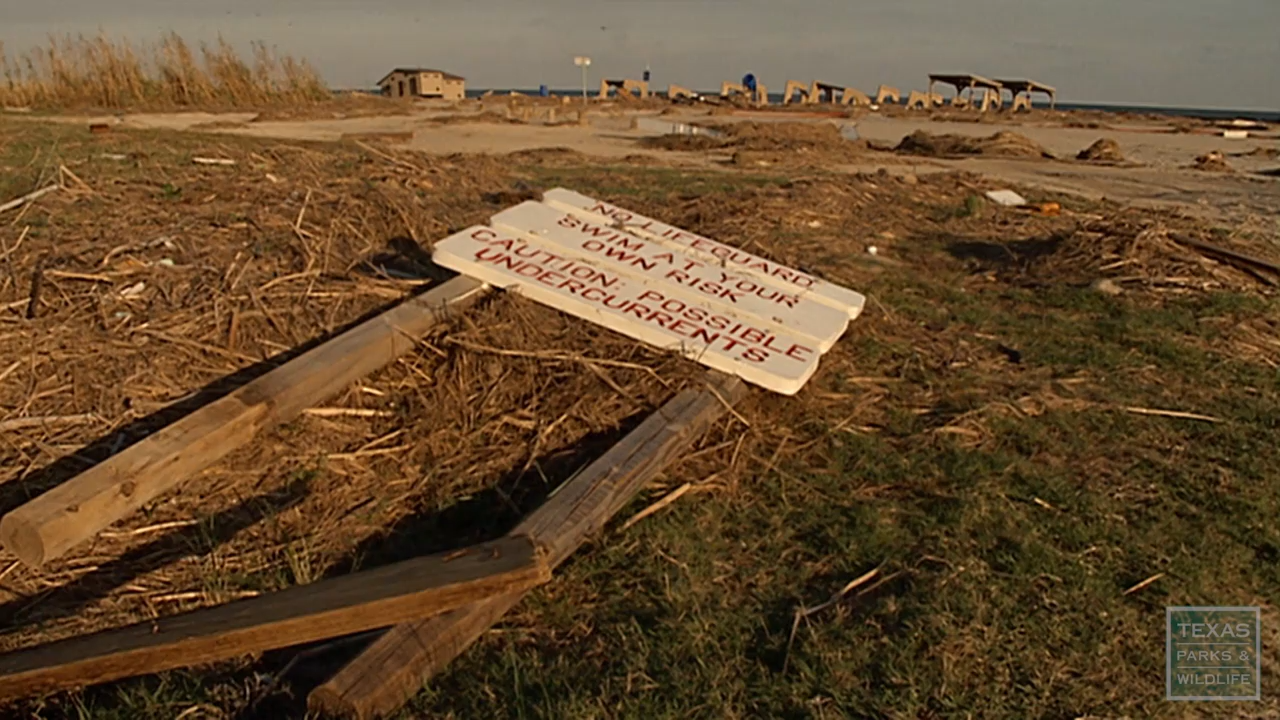 NO LIFEGUARD
SWIM AT YOUR
OWN RISK
CAUTION: POSSIBLE
UNDERCURRENTS
TEXAS
PARKS &
WILDLIFE